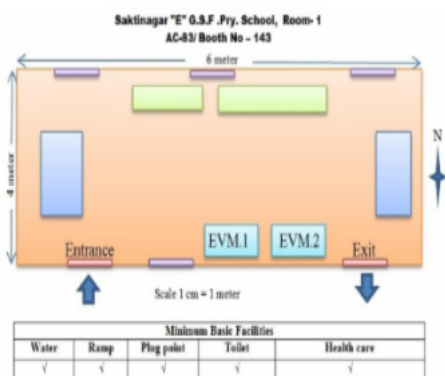 Saktinagar "E" G.S.F .Pry. School, Room- 1
AC-83/ Booth No – 143
6 meter
4 meter
N
EVM.1 EVM.2
Entrance Exit
Scale 1 cm = 1 meter
Minimum Basic Facilities
Water Ramp Plug point Toilet Health care
√ √ √ √ √